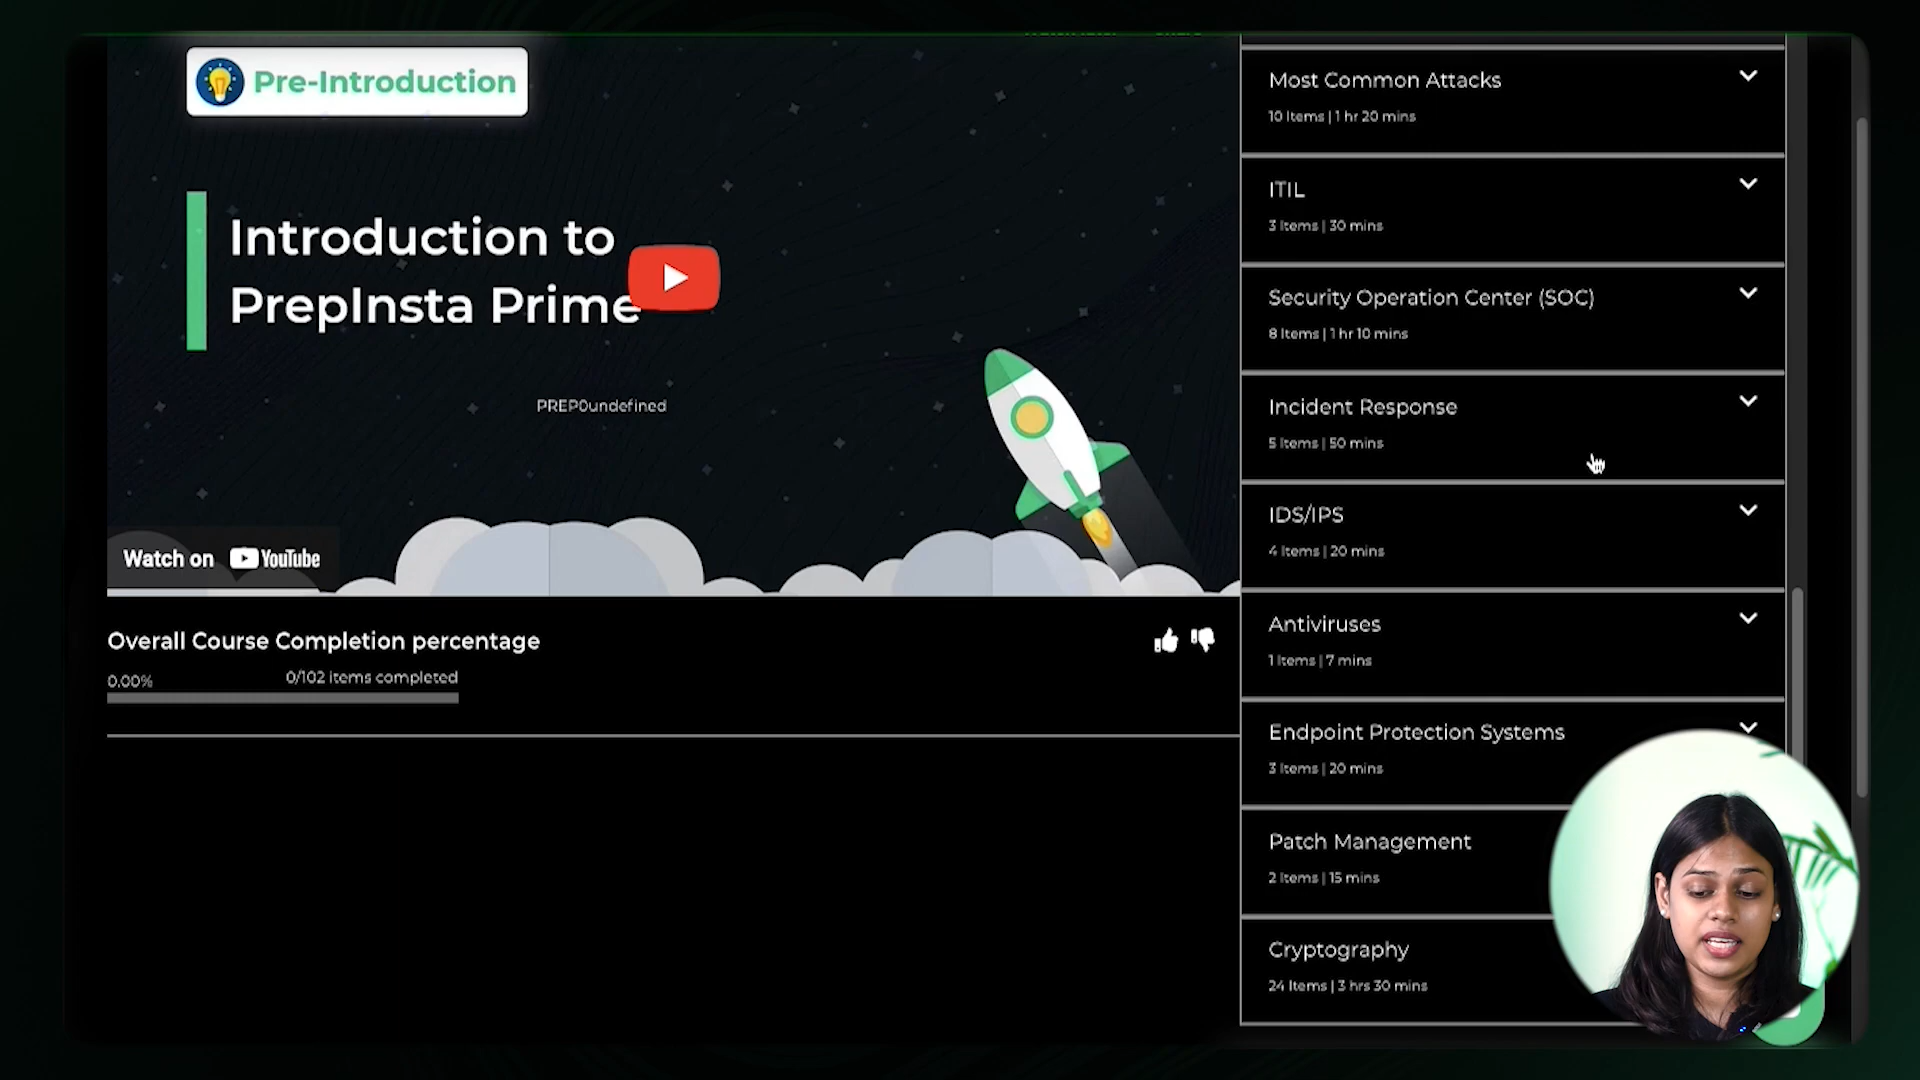 Pre-Introduction
Introduction to
PrepInsta Prime
PREP0undefined
Watch on YouTube
Overall Course Completion percentage
0.00%
0/102 items completed
Most Common Attacks
10 Items | 1 hr 20 mins
ITIL
3 Items | 30 mins
Security Operation Center (SOC)
8 Items | 1 hr 10 mins
Incident Response
5 Items | 50 mins
IDS/IPS
4 Items | 20 mins
Antiviruses
1 Items | 7 mins
Endpoint Protection Systems
3 Items | 20 mins
Patch Management
2 Items | 15 mins
Cryptography
24 Items | 3 hrs 30 mins